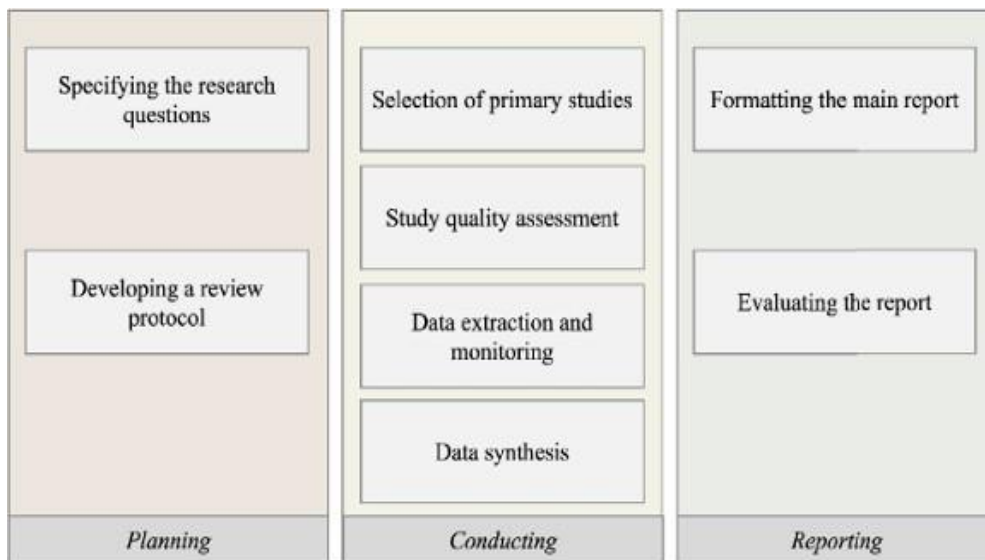 Specifying the research
questions
Developing a review
protocol
Planning
Selection of primary studies
Study quality assessment
Data extraction and
monitoring
Data synthesis
Conducting
Formatting the main report
Evaluating the report
Reporting